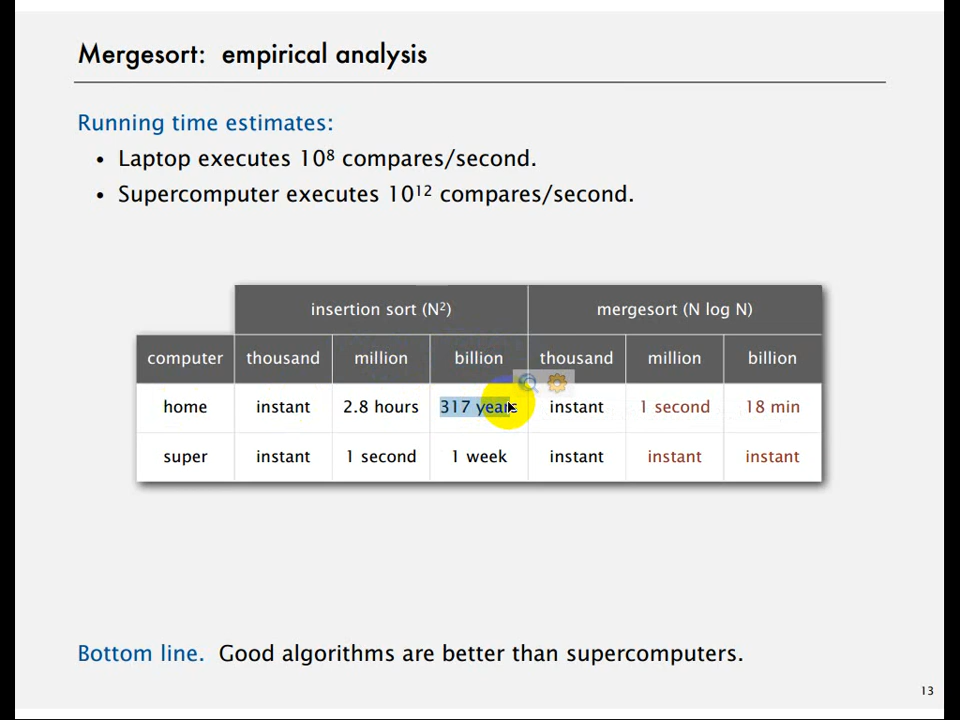 Mergesort: empirical analysis
Running time estimates:
• Laptop executes 10⁸ compares/second.
• Supercomputer executes 10¹² compares/second.
insertion sort (N²) mergesort (N log N)
computer thousand million billion thousand million billion
home instant 2.8 hours 317 years instant 1 second 18 min
super instant 1 second 1 week instant instant instant
Bottom line. Good algorithms are better than supercomputers.
13